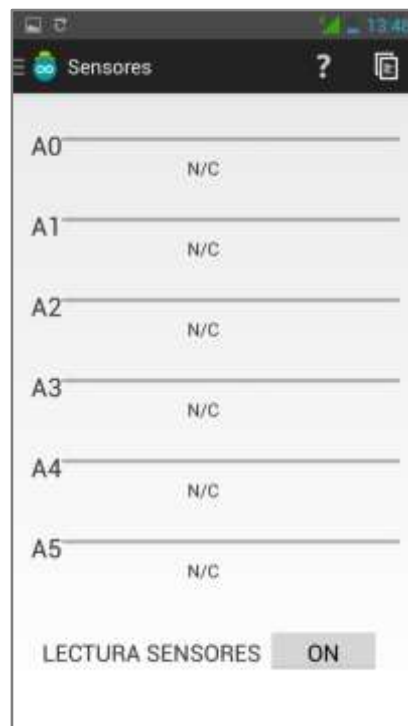 13:48
Sensores ?
A0
N/C
A1
N/C
A2
N/C
A3
N/C
A4
N/C
A5
N/C
LECTURA SENSORES ON